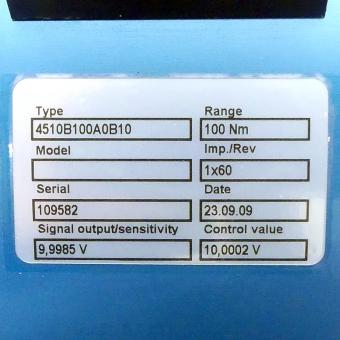 Type Range
4510B100A0B10 100 Nm
Model Imp./Rev
1x60
Serial Date
109582 23.09.09
Signal output/sensitivity Control value
9,9985 V 10,0002 V